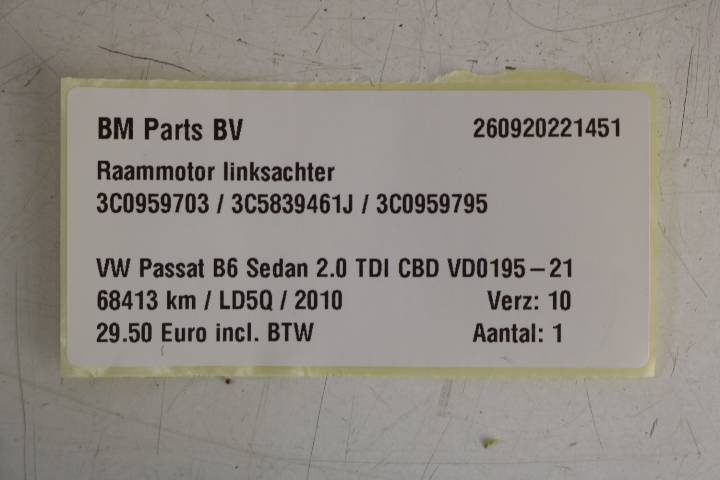 BM Parts BV 260920221451
Raammotor linksachter
3C0959703 / 3C5839461J / 3C0959795
VW Passat B6 Sedan 2.0 TDI CBD VD0195-21
68413 km / LD5Q / 2010 Verz: 10
29.50 Euro incl. BTW Aantal: 1